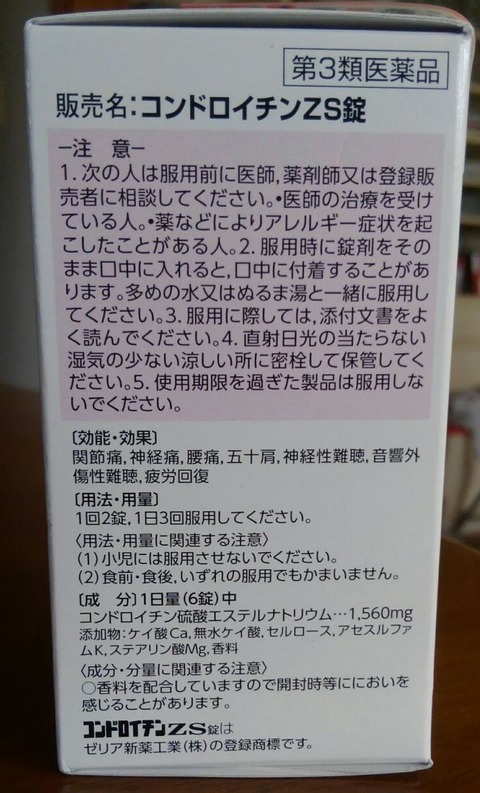 第3類医薬品
販売名:コンドロイチンZS錠
−注 意−
1. 次の人は服用前に医師,薬剤師又は登録販
売者に相談してください。•医師の治療を受け
ている人。•薬などによりアレルギー症状を起
こしたことがある人。2. 服用時に錠剤をその
まま口中に入れると,口中に付着することがあ
ります。多めの水又はぬるま湯と一緒に服用し
てください。3. 服用に際しては,添付文書をよ
く読んでください。4. 直射日光の当たらない
湿気の少ない涼しい所に密栓して保管してく
ださい。5. 使用期限を過ぎた製品は服用しな
いでください。
〔効能・効果〕
関節痛,神経痛,腰痛,五十肩,神経性難聴,音響外
傷性難聴,疲労回復
〔用法・用量〕
1回2錠,1日3回服用してください。
〈用法・用量に関連する注意〉
(1)小児には服用させないでください。
(2)食前・食後,いずれの服用でもかまいません。
〔成 分〕1日量(6錠)中
コンドロイチン硫酸エステルナトリウム…1,560mg
添加物:ケイ酸Ca,無水ケイ酸,セルロース,アセスルファ
ムK,ステアリン酸Mg,香料
〈成分・分量に関連する注意〉
○香料を配合していますので開封時等ににおいを
感じることがあります。
コンドロイチンZS錠は
ゼリア新薬工業(株)の登録商標です。